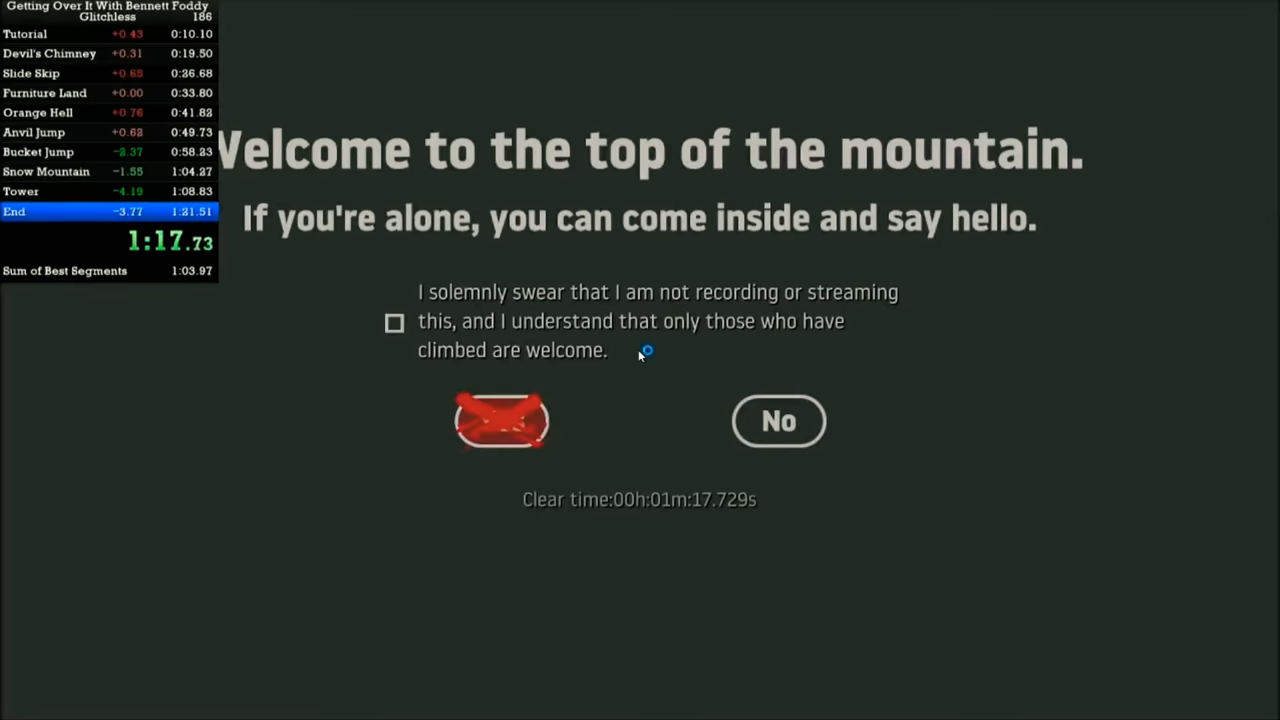 Getting Over It With Bennett Foddy
Glitchless 186
Tutorial +0.43 0:10.10
Devil's Chimney +0.31 0:19.50
Slide Skip +0.65 0:26.68
Furniture Land +0.00 0:33.80
Orange Hell +0.76 0:41.82
Anvil Jump +0.62 0:49.73
Bucket Jump -2.37 0:58.23
Snow Mountain -1.55 1:04.27
Tower -4.19 1:08.83
End -3.77 1:21.51
1:17.73
Sum of Best Segments 1:03.97
Welcome to the top of the mountain.
If you're alone, you can come inside and say hello.
I solemnly swear that I am not recording or streaming
this, and I understand that only those who have
climbed are welcome.
No
Clear time:00h:01m:17.729s